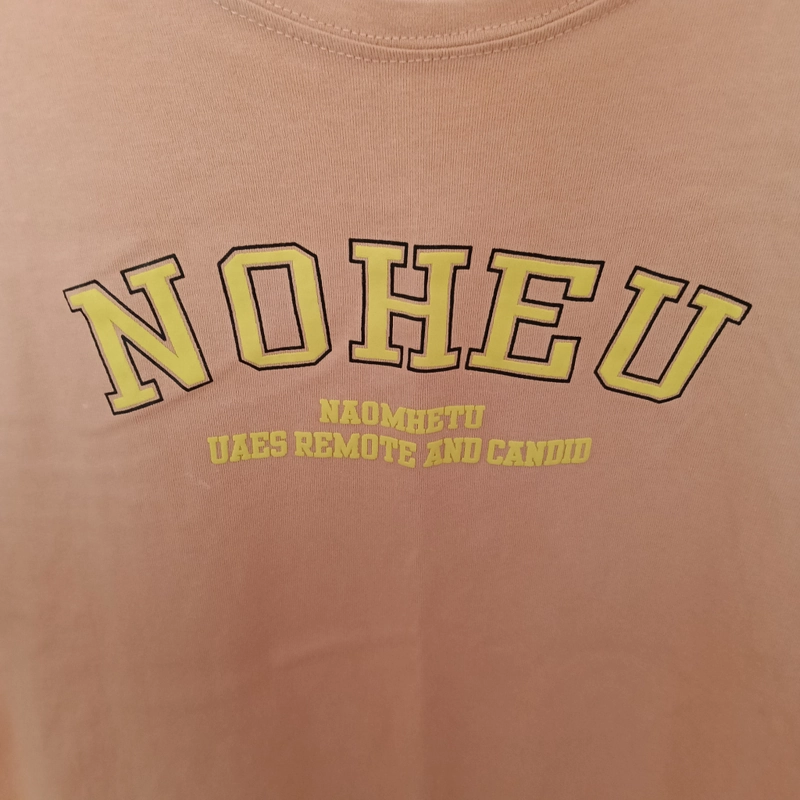 NOHEU
NAOMHETU
UAES REMOTE AND CANDID